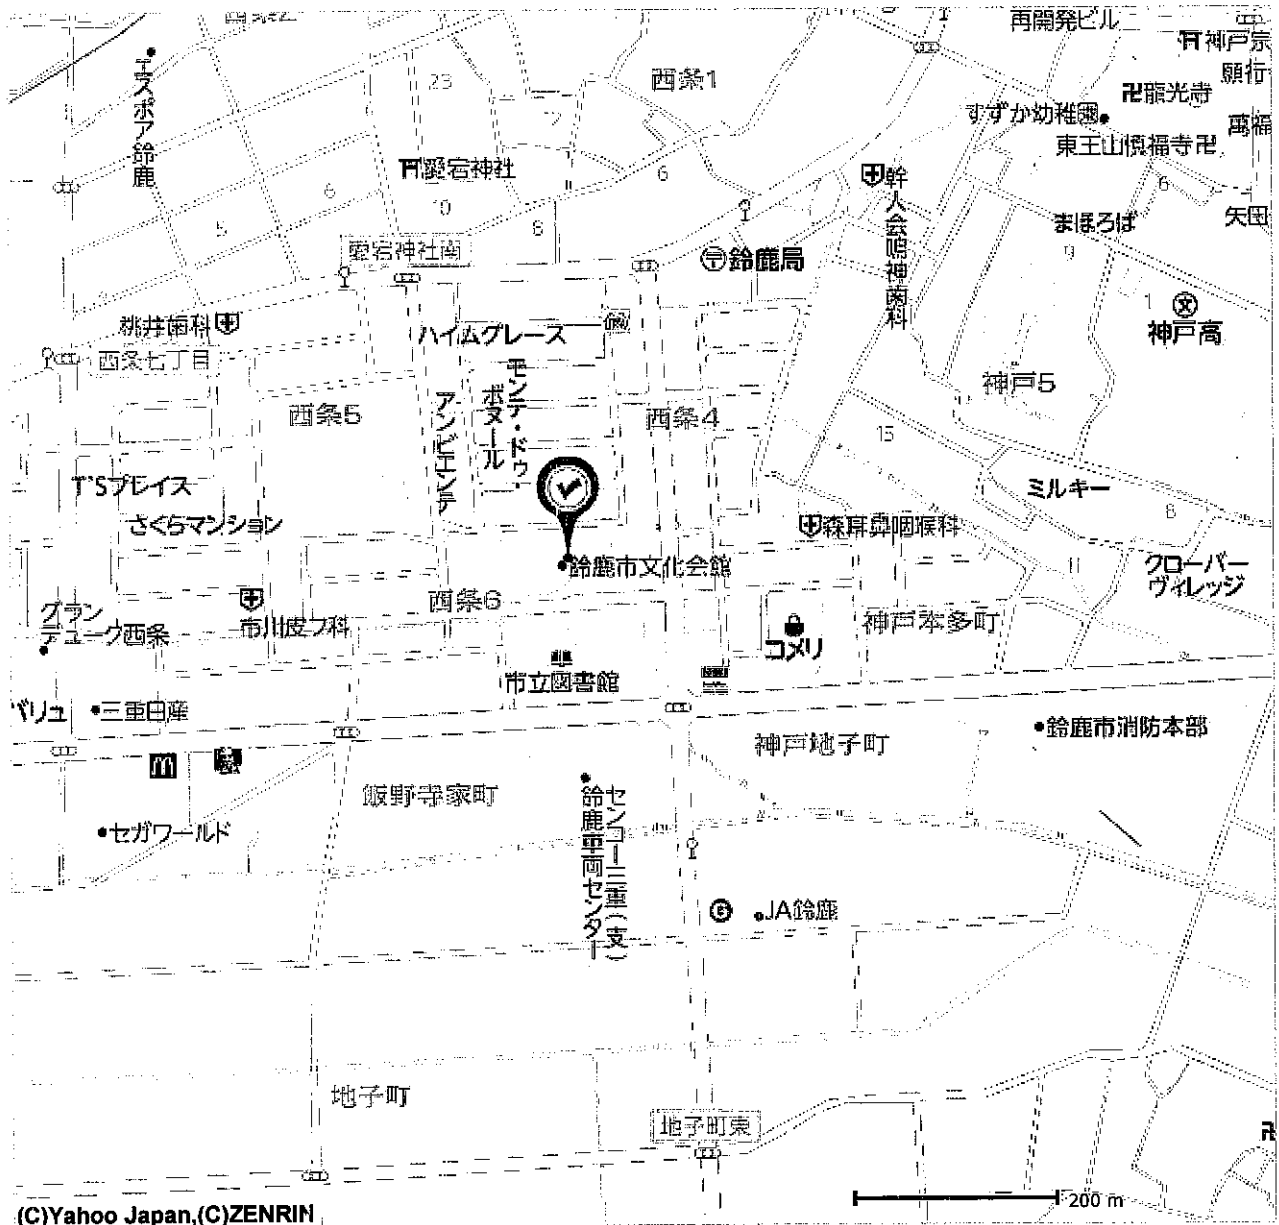 再開発ビル
神戸宗
願行
龍光寺
すずか幼稚園
萬福
東王山慎福寺
エスポア鈴鹿
23
西条1
7
愛宕神社
6
6
幹人会鳴神歯科
6
10
5
8
まほろば
矢田
愛宕神社南
鈴鹿局
9
1
桃井歯科
ハイムグレース
神戸高
西条七丁目
モンテ・ドゥ・
ボヌール
アンビエンテ
神戸5
西条5
西条4
15
T'Sプレイス
ミルキー
さくらマンション
森耳鼻咽喉科
8
鈴鹿市文化会館
11
クローバー
ヴィレッジ
西条6
グラン
デューク西条
市川皮フ科
神戸本多町
コメリ
市立図書館
バリュ
三重日産
鈴鹿市消防本部
神戸地子町
飯野寺家町
センコー三重(支)
鈴鹿車両センター
セガワールド
JA鈴鹿
地子町
地子町東
200 m
(C)Yahoo Japan,(C)ZENRIN